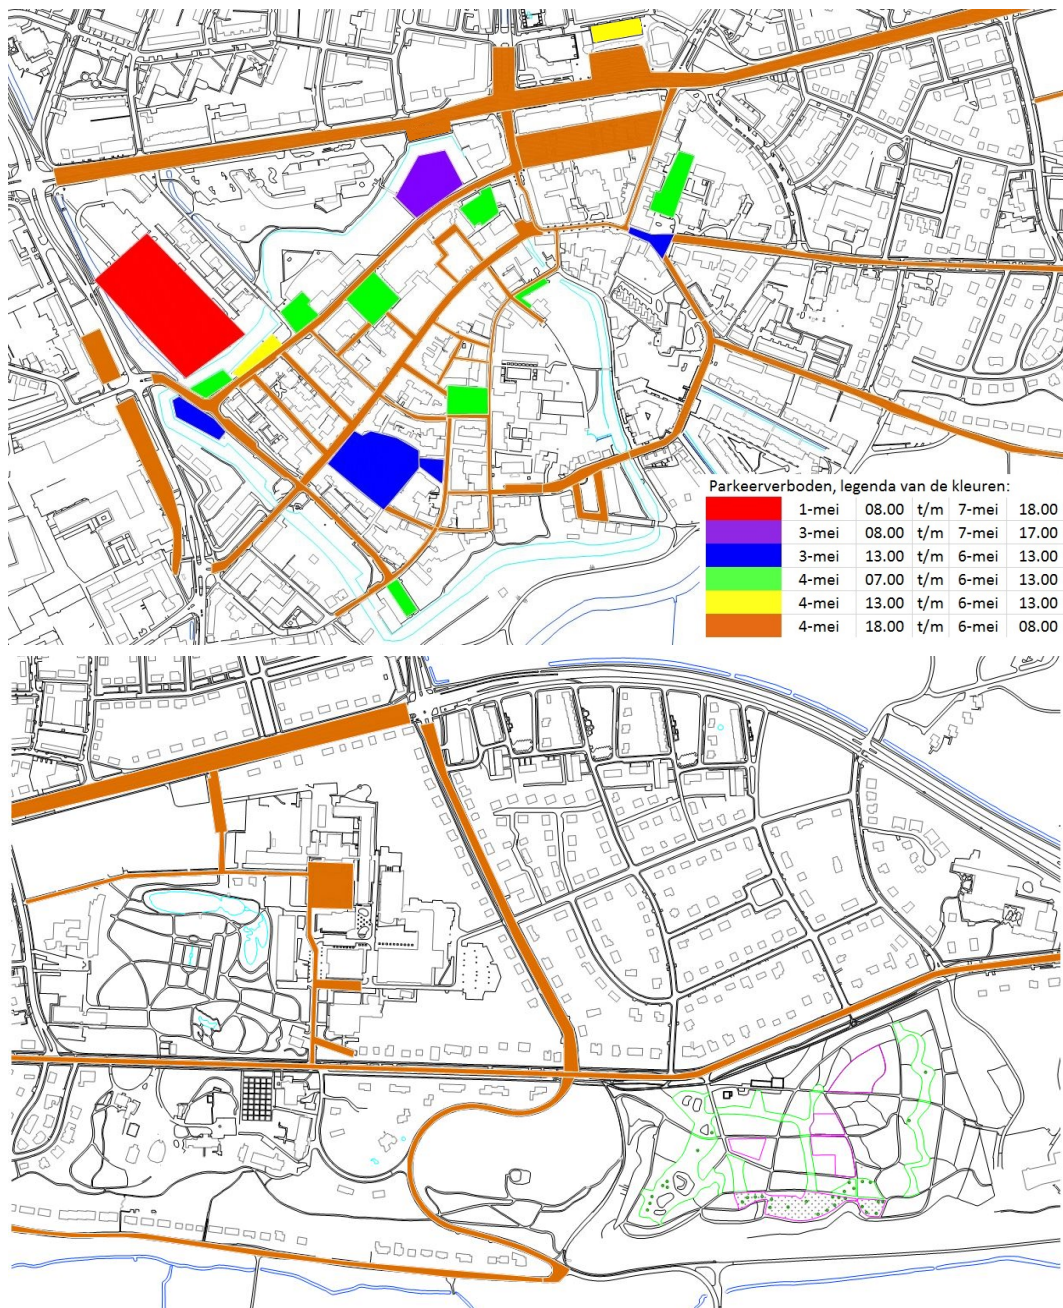 Parkeerverboden, legenda van de kleuren:
1-mei 08.00 t/m 7-mei 18.00
3-mei 08.00 t/m 7-mei 17.00
3-mei 13.00 t/m 6-mei 13.00
4-mei 07.00 t/m 6-mei 13.00
4-mei 13.00 t/m 6-mei 13.00
4-mei 18.00 t/m 6-mei 08.00